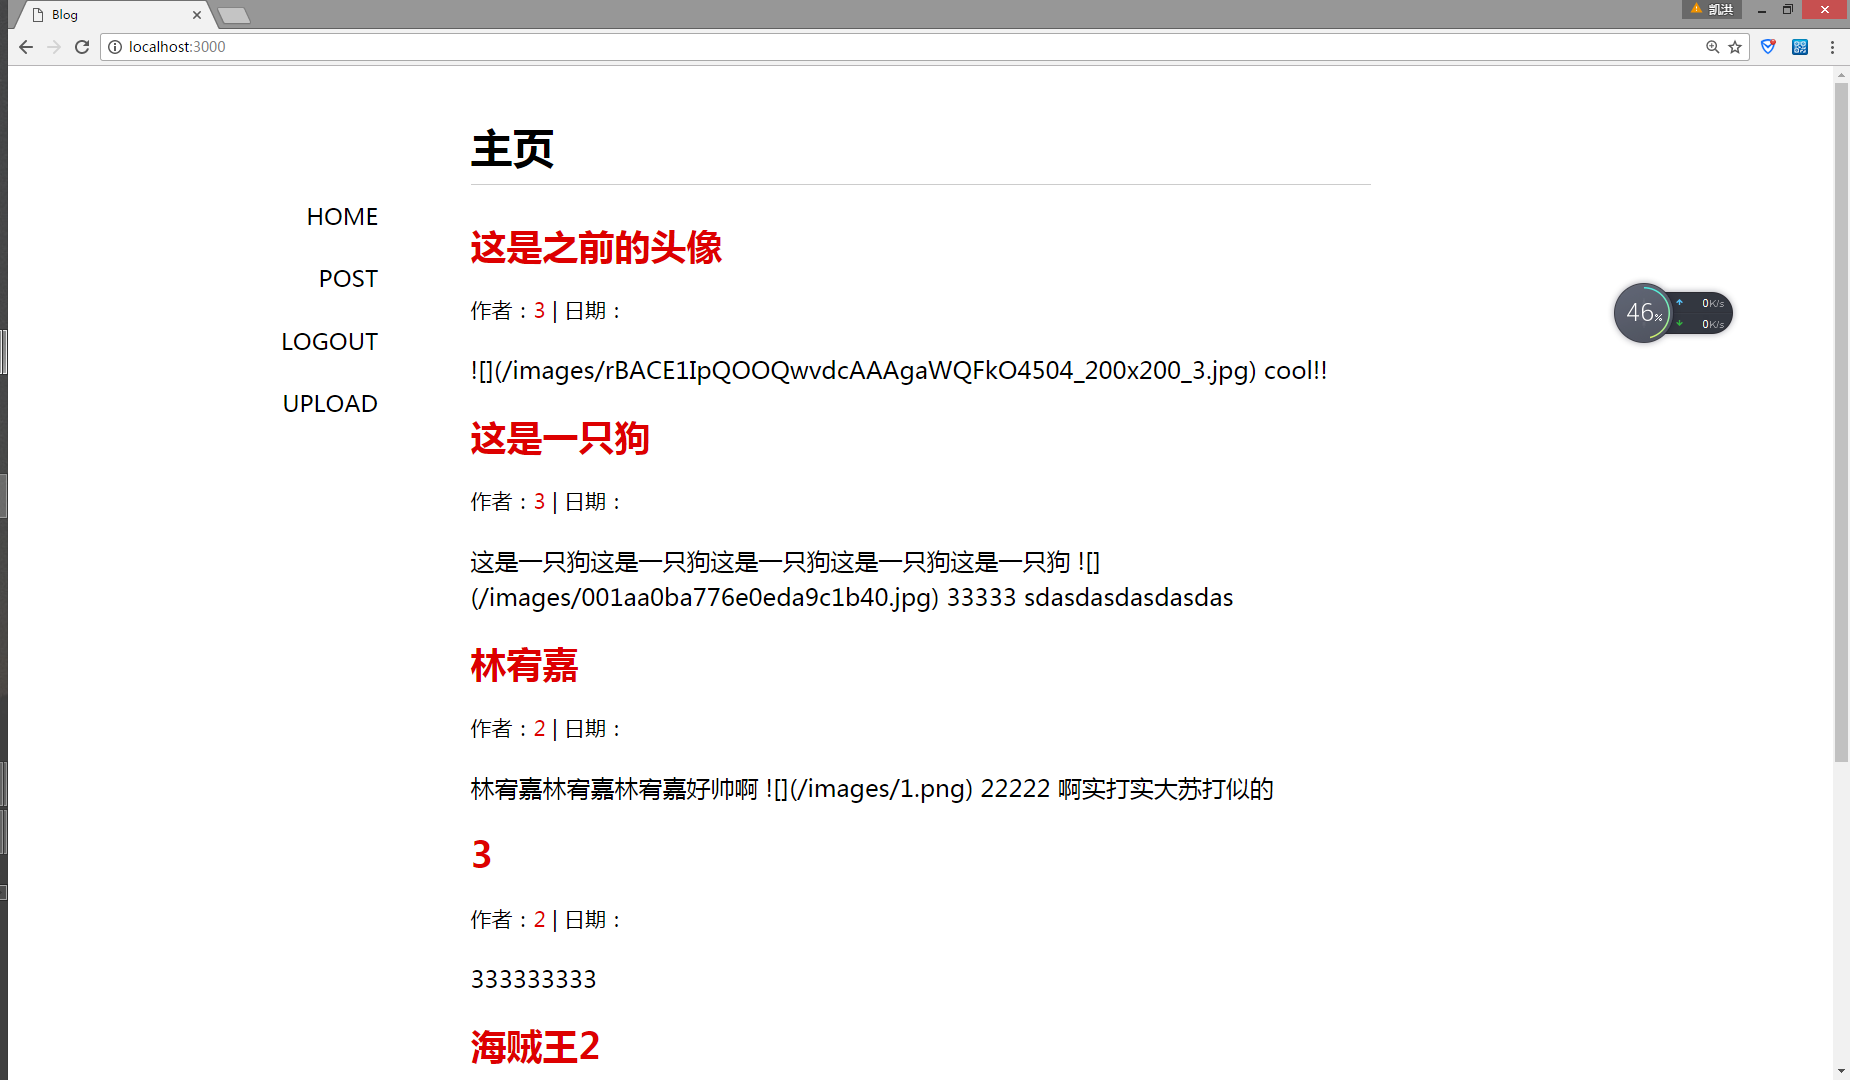 Blog
凯洪
localhost:3000
主页
HOME
POST
LOGOUT
UPLOAD
这是之前的头像
作者：3 | 日期：
![](/images/rBACE1IpQOOQwvdcAAAgaWQFkO4504_200x200_3.jpg) cool!!
这是一只狗
作者：3 | 日期：
这是一只狗这是一只狗这是一只狗这是一只狗这是一只狗 ![]
(/images/001aa0ba776e0eda9c1b40.jpg) 33333 sdasdasdasdasdas
林宥嘉
作者：2 | 日期：
林宥嘉林宥嘉林宥嘉好帅啊 ![](/images/1.png) 22222 啊实打实大苏打似的
3
作者：2 | 日期：
333333333
海贼王2
46%
0K/s
0K/s